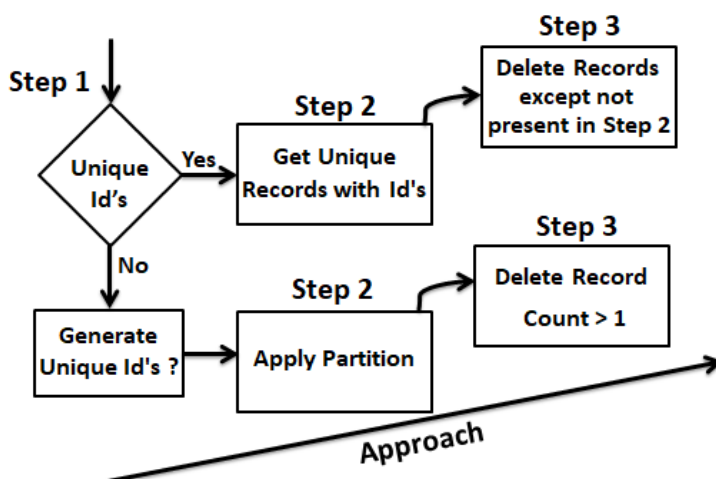 Step 1
Unique
Id's
Yes
Step 2
Get Unique
Records with Id's
Step 3
Delete Records
except not
present in Step 2
No
Generate
Unique Id's ?
Step 2
Apply Partition
Step 3
Delete Record
Count > 1
Approach